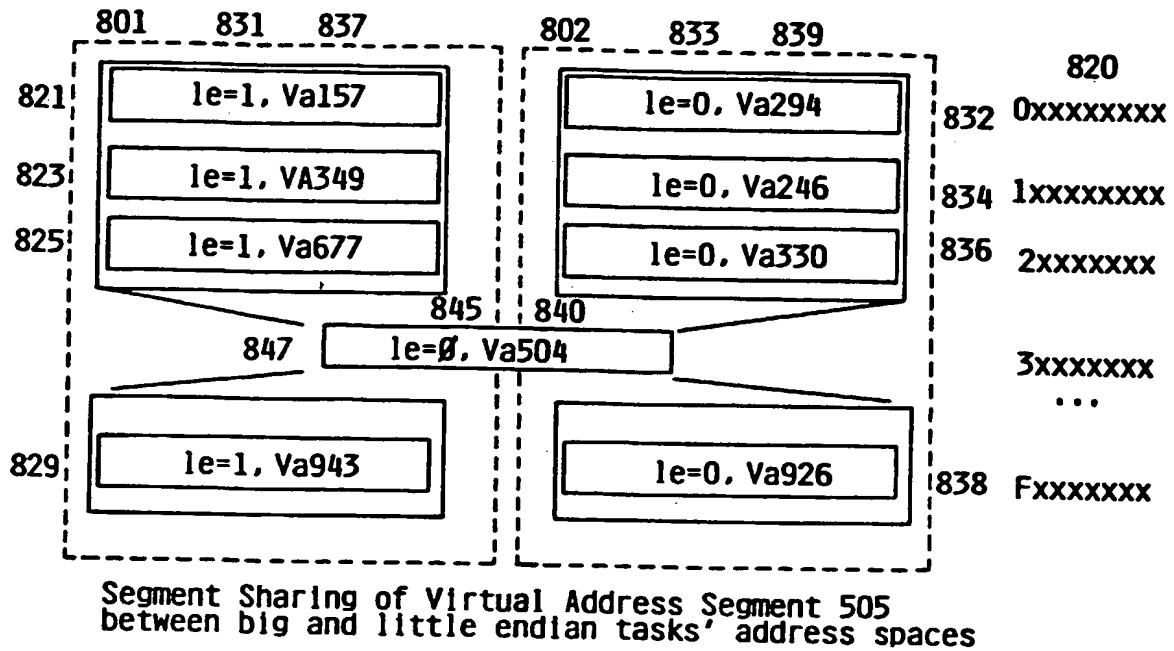 801 831 837 802 833 839
820
821 le=1, Va157 le=0, Va294 832 0xxxxxxxx
823 le=1, VA349 le=0, Va246 834 1xxxxxxxx
825 le=1, Va677 le=0, Va330 836 2xxxxxxx
845 840
847 le=Ø, Va504 3xxxxxxx
...
829 le=1, Va943 le=0, Va926 838 Fxxxxxxx
Segment Sharing of Virtual Address Segment 505
between big and little endian tasks' address spaces